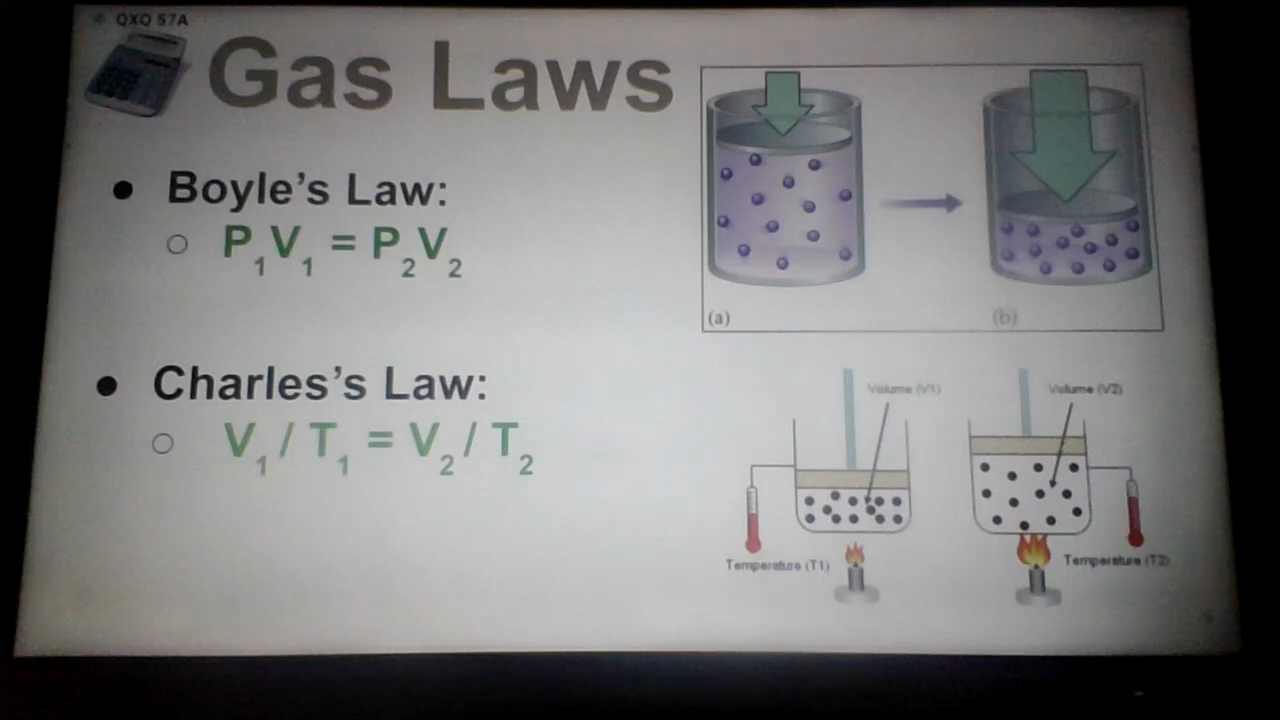 QXQ 57A
Gas Laws
● Boyle’s Law:
○ P₁V₁ = P₂V₂
(a)
(b)
● Charles’s Law:
○ V₁ / T₁ = V₂ / T₂
Volume (V1)
Volume (V2)
Temperature (T1)
Temperature (T2)